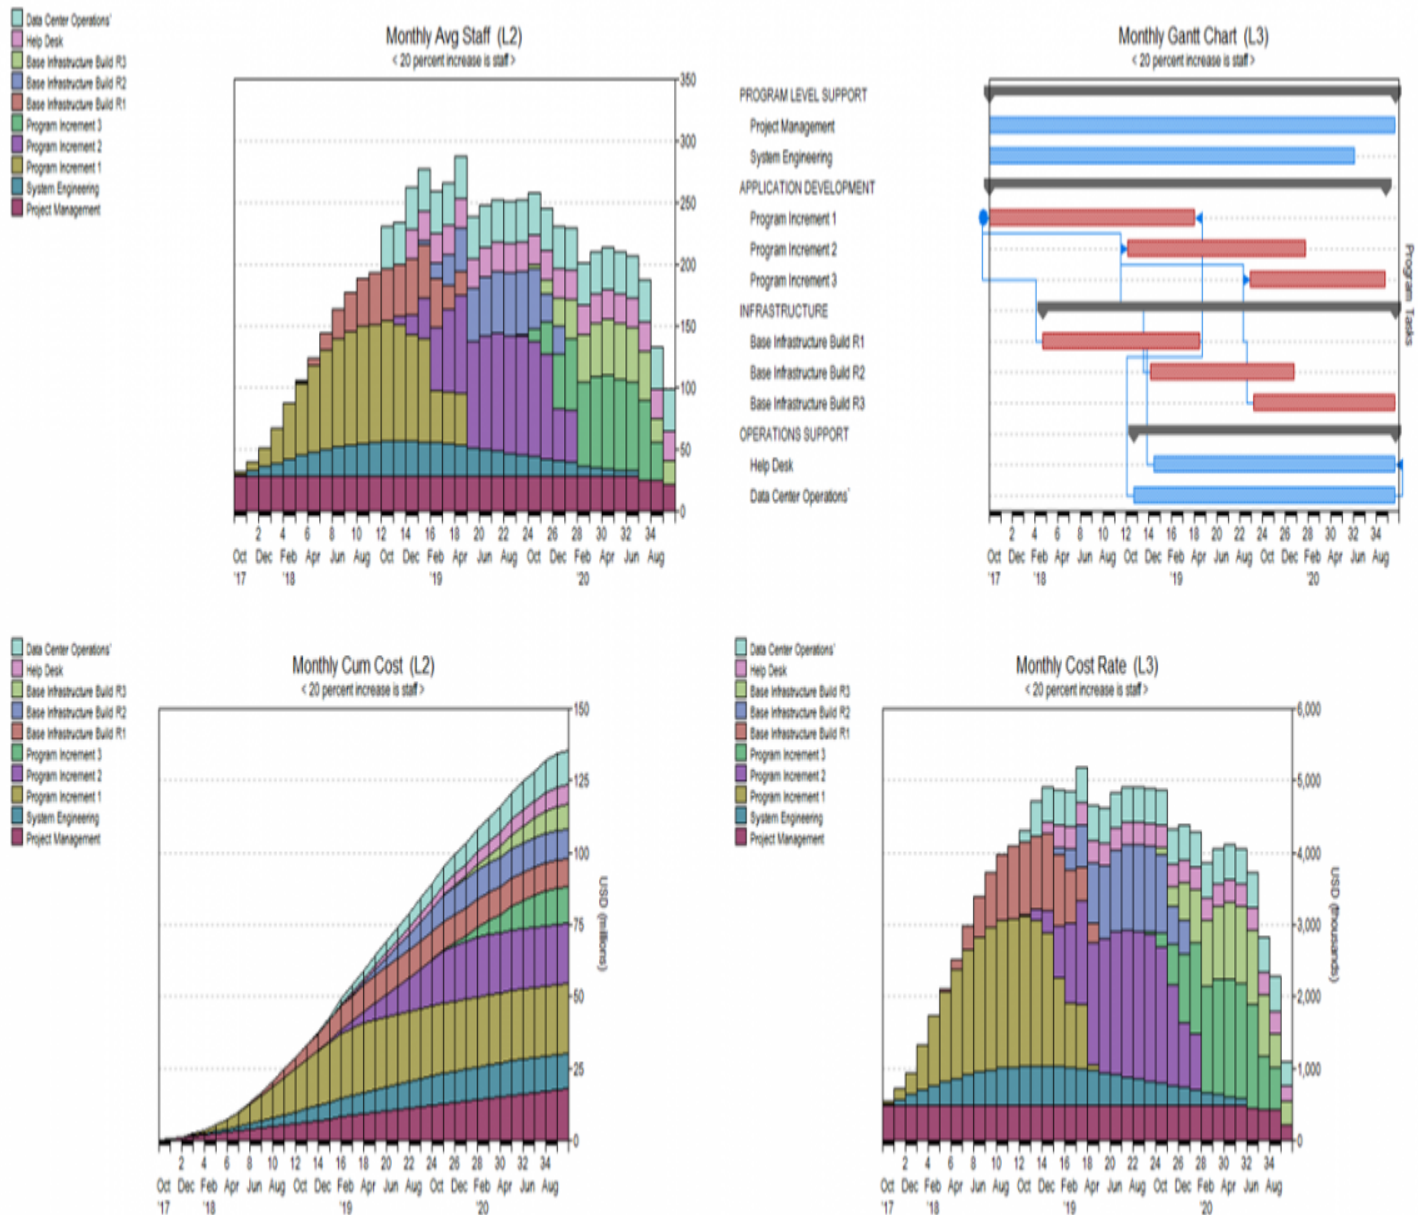 Data Center Operations*
Help Desk
Base Infrastructure Build R3
Base Infrastructure Build R2
Base Infrastructure Build R1
Program Increment 3
Program Increment 2
Program Increment 1
System Engineering
Project Management
Monthly Avg Staff (L2)
< 20 percent increase is staff >
350
300
250
200
150
100
50
0
2 4 6 8 10 12 14 16 18 20 22 24 26 28 30 32 34
Oct Dec Feb Apr Jun Aug Oct Dec Feb Apr Jun Aug Oct Dec Feb Apr Jun Aug
'17 '18 '19 '20
Monthly Gantt Chart (L3)
< 20 percent increase is staff >
PROGRAM LEVEL SUPPORT
Project Management
System Engineering
APPLICATION DEVELOPMENT
Program Increment 1
Program Increment 2
Program Increment 3
INFRASTRUCTURE
Base Infrastructure Build R1
Base Infrastructure Build R2
Base Infrastructure Build R3
OPERATIONS SUPPORT
Help Desk
Data Center Operations*
Program Tasks
2 4 6 8 10 12 14 16 18 20 22 24 26 28 30 32 34
Oct Dec Feb Apr Jun Aug Oct Dec Feb Apr Jun Aug Oct Dec Feb Apr Jun Aug
'17 '18 '19 '20
Data Center Operations*
Help Desk
Base Infrastructure Build R3
Base Infrastructure Build R2
Base Infrastructure Build R1
Program Increment 3
Program Increment 2
Program Increment 1
System Engineering
Project Management
Monthly Cum Cost (L2)
< 20 percent increase is staff >
150
125
100
75
50
25
0
USD (millions)
2 4 6 8 10 12 14 16 18 20 22 24 26 28 30 32 34
Oct Dec Feb Apr Jun Aug Oct Dec Feb Apr Jun Aug Oct Dec Feb Apr Jun Aug
'17 '18 '19 '20
Data Center Operations*
Help Desk
Base Infrastructure Build R3
Base Infrastructure Build R2
Base Infrastructure Build R1
Program Increment 3
Program Increment 2
Program Increment 1
System Engineering
Project Management
Monthly Cost Rate (L3)
< 20 percent increase is staff >
6,000
5,000
4,000
3,000
2,000
1,000
0
USD (thousands)
2 4 6 8 10 12 14 16 18 20 22 24 26 28 30 32 34
Oct Dec Feb Apr Jun Aug Oct Dec Feb Apr Jun Aug Oct Dec Feb Apr Jun Aug
'17 '18 '19 '20